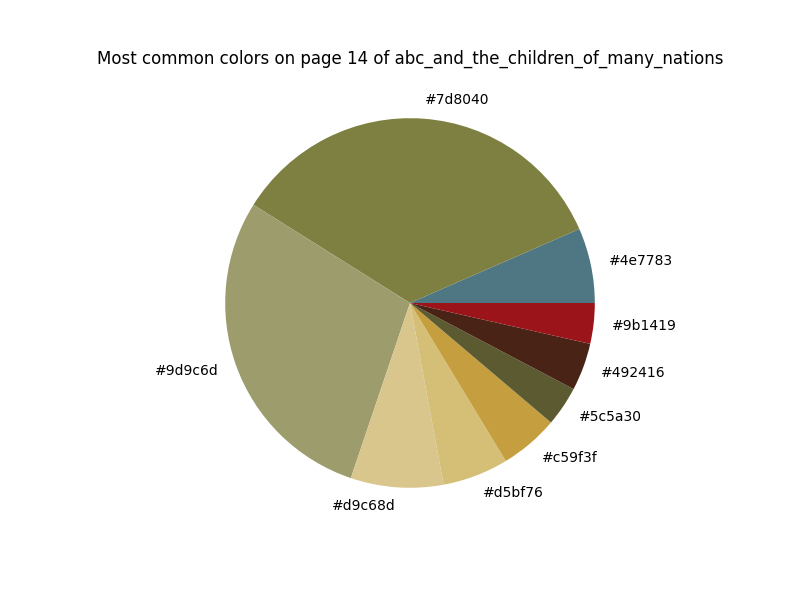 Most common colors on page 14 of abc_and_the_children_of_many_nations
#7d8040
#4e7783
#9b1419
#9d9c6d
#492416
#5c5a30
#c59f3f
#d5bf76
#d9c68d